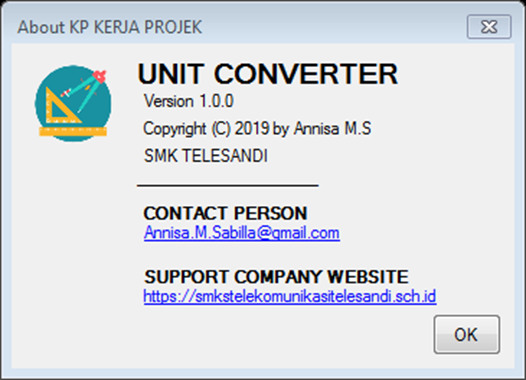 About KP KERJA PROJEK
UNIT CONVERTER
Version 1.0.0
Copyright (C) 2019 by Annisa M.S
SMK TELESANDI
CONTACT PERSON
Annisa.M.Sabilla@gmail.com
SUPPORT COMPANY WEBSITE
https://smkstelekomunikasitelesandi.sch.id
OK